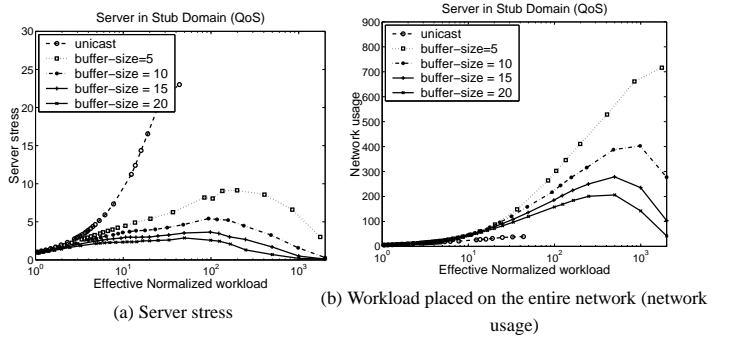 Server in Stub Domain (QoS)
30
25
20
15
10
5
0
Server stress
unicast
buffer-size=5
buffer-size = 10
buffer-size = 15
buffer-size = 20
10^0
10^1
10^2
10^3
Effective Normalized workload
(a) Server stress
Server in Stub Domain (QoS)
900
800
700
600
500
400
300
200
100
0
Network usage
unicast
buffer-size=5
buffer-size = 10
buffer-size = 15
buffer-size = 20
10^0
10^1
10^2
10^3
Effective Normalized workload
(b) Workload placed on the entire network (network
usage)